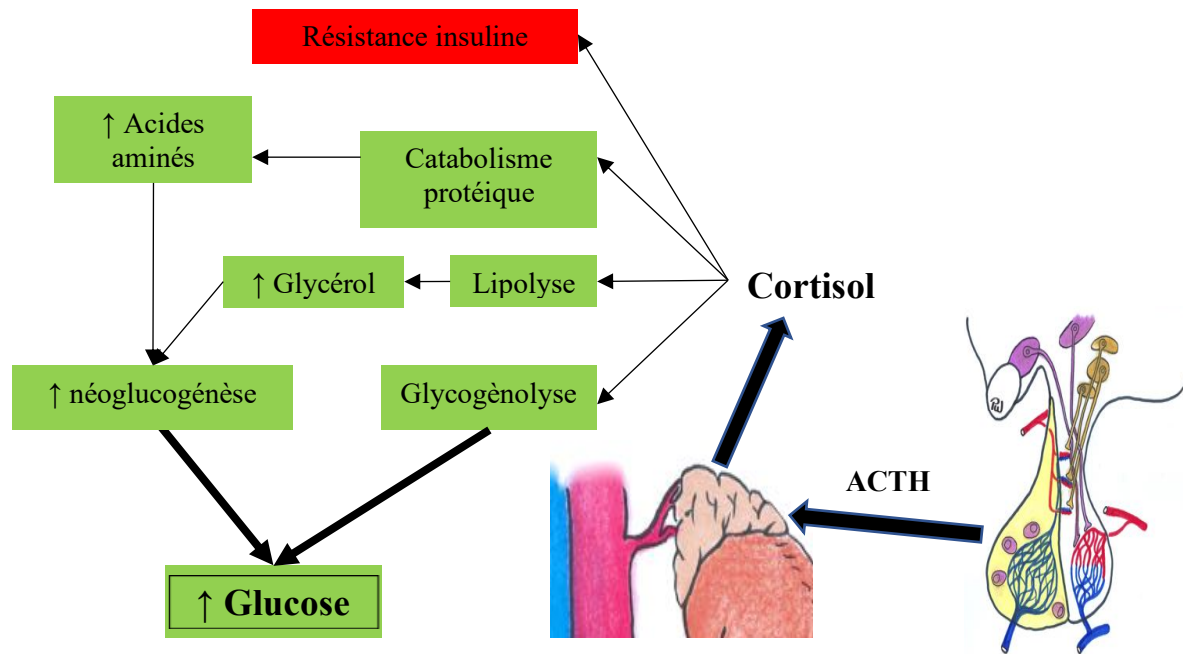 Résistance insuline
↑ Acides
aminés
Catabolisme
protéique
↑ Glycérol
Lipolyse
Cortisol
↑ néoglucogénèse
Glycogènolyse
ACTH
↑ Glucose